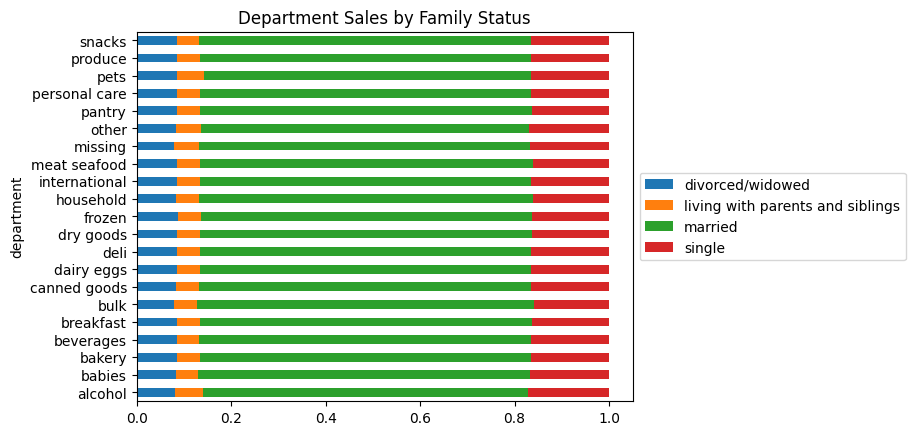 Department Sales by Family Status
department
snacks
produce
pets
personal care
pantry
other
missing
meat seafood
international
household
frozen
dry goods
deli
dairy eggs
canned goods
bulk
breakfast
beverages
bakery
babies
alcohol
0.0 0.2 0.4 0.6 0.8 1.0
divorced/widowed
living with parents and siblings
married
single